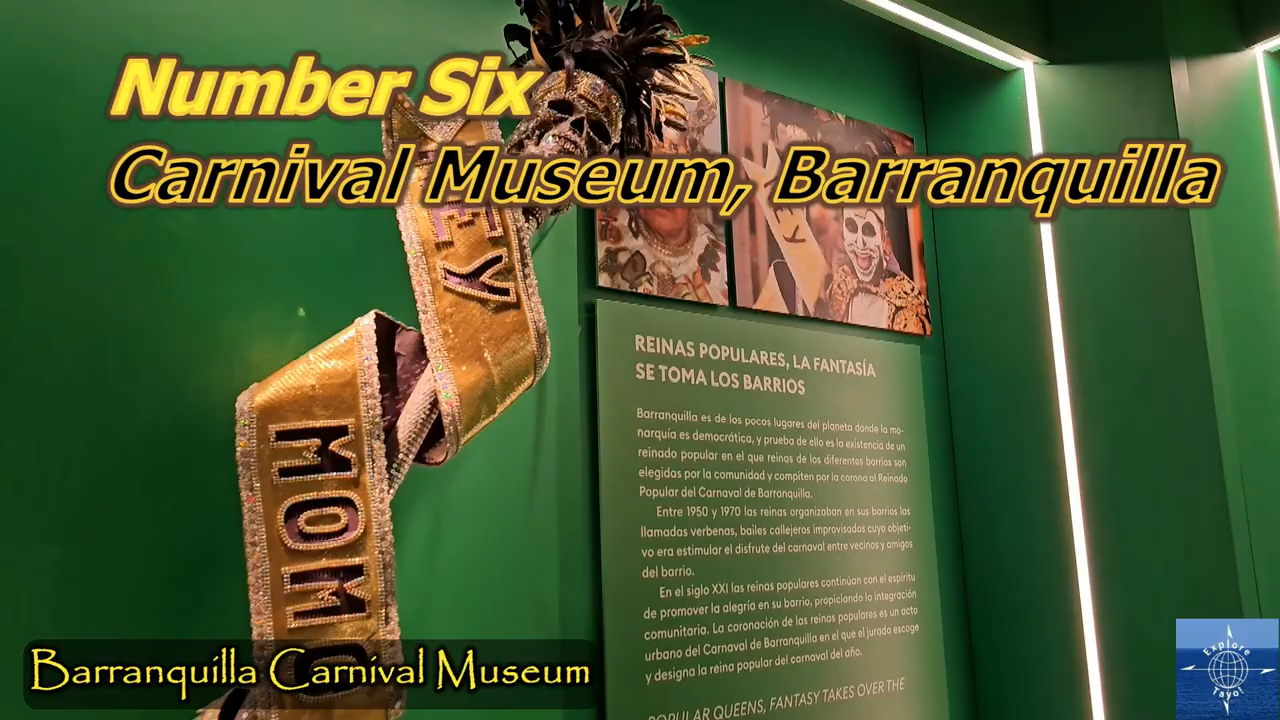 Number Six
Carnival Museum, Barranquilla
EY
MOMO
REINAS POPULARES, LA FANTASÍA
SE TOMA LOS BARRIOS
Barranquilla es de los pocos lugares del planeta donde la mo-
narquía es democrática, y prueba de ello es la existencia de un
reinado popular en el que reinas de los diferentes barrios son
elegidas por la comunidad y compiten por la corona al Reinado
Popular del Carnaval de Barranquilla.
Entre 1950 y 1970 las reinas organizaban en sus barrios las
llamadas verbenas, bailes callejeros improvisados cuyo objeti-
vo era estimular el disfrute del carnaval entre vecinos y amigos
del barrio.
En el siglo XXI las reinas populares continúan con el espíritu
de promover la alegría en su barrio, propiciando la integración
comunitaria. La coronación de las reinas populares es un acto
urbano del Carnaval de Barranquilla en el que el jurado escoge
y designa la reina popular del carnaval del año.
POPULAR QUEENS, FANTASY TAKES OVER THE
Barranquilla Carnival Museum
Explore
Tayo!